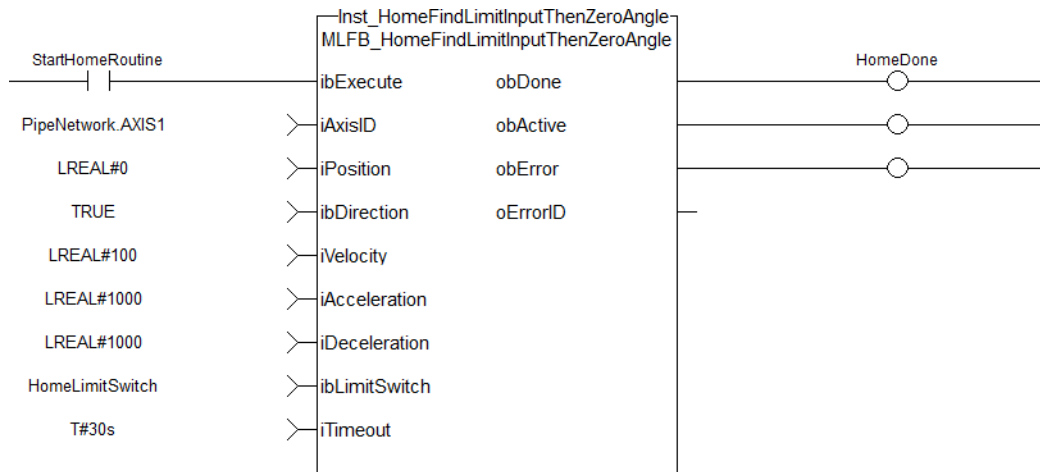 Inst_HomeFindLimitInputThenZeroAngle
MLFB_HomeFindLimitInputThenZeroAngle
StartHomeRoutine
ibExecute
obDone
HomeDone
PipeNetwork.AXIS1
iAxisID
obActive
LREAL#0
iPosition
obError
TRUE
ibDirection
oErrorID
LREAL#100
iVelocity
LREAL#1000
iAcceleration
LREAL#1000
iDeceleration
HomeLimitSwitch
ibLimitSwitch
T#30s
iTimeout